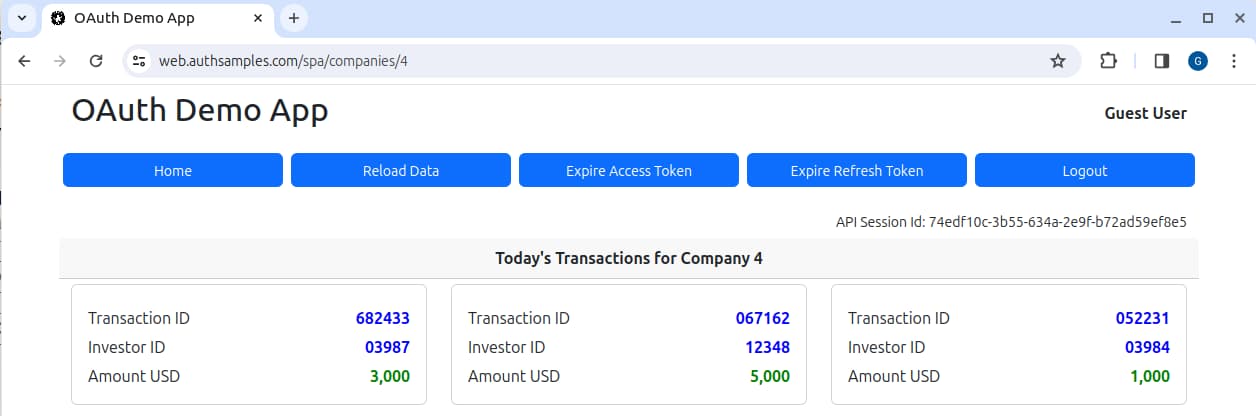 OAuth Demo App
web.authsamples.com/spa/companies/4
G
OAuth Demo App
Guest User
Home Reload Data Expire Access Token Expire Refresh Token Logout
API Session Id: 74edf10c-3b55-634a-2e9f-b72ad59ef8e5
Today's Transactions for Company 4
Transaction ID 682433
Investor ID 03987
Amount USD 3,000
Transaction ID 067162
Investor ID 12348
Amount USD 5,000
Transaction ID 052231
Investor ID 03984
Amount USD 1,000